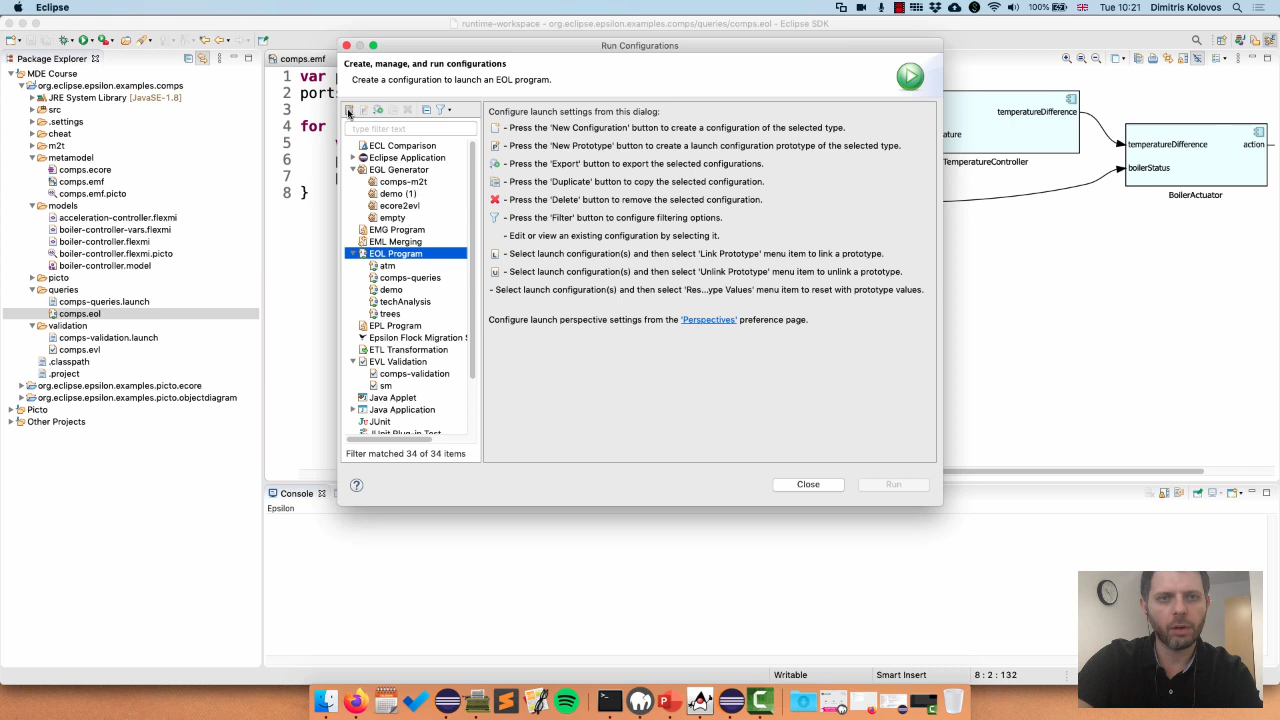 Eclipse
100%
Tue 10:21
Dimitris Kolovos
runtime-workspace - org.eclipse.epsilon.examples.comps/queries/comps.eol - Eclipse SDK
Run Configurations
Package Explorer
MDE Course
org.eclipse.epsilon.examples.comps
JRE System Library [JavaSE-1.8]
src
.settings
cheat
m2t
metamodel
comps.ecore
comps.emf
comps.emf.picto
models
acceleration-controller.flexmi
boiler-controller-vars.flexmi
boiler-controller.flexmi
boiler-controller.flexmi.picto
boiler-controller.model
picto
queries
comps-queries.launch
comps.eol
validation
comps-validation.launch
comps.evl
.classpath
.project
org.eclipse.epsilon.examples.picto.ecore
org.eclipse.epsilon.examples.picto.objectdiagram
Picto
Other Projects
comps.emf
1 var
2 port
3
4 for
5
6
7
8 }
Create, manage, and run configurations
Create a configuration to launch an EOL program.
type filter text
ECL Comparison
Eclipse Application
EGL Generator
comps-m2t
demo (1)
ecore2evl
empty
EMG Program
EML Merging
EOL Program
atm
comps-queries
demo
techAnalysis
trees
EPL Program
Epsilon Flock Migration S
ETL Transformation
EVL Validation
comps-validation
sm
Java Applet
Java Application
JUnit
JUnit Plug-in Test
Filter matched 34 of 34 items
Configure launch settings from this dialog:
- Press the 'New Configuration' button to create a configuration of the selected type.
- Press the 'New Prototype' button to create a launch configuration prototype of the selected type.
- Press the 'Export' button to export the selected configurations.
- Press the 'Duplicate' button to copy the selected configuration.
- Press the 'Delete' button to remove the selected configuration.
- Press the 'Filter' button to configure filtering options.
- Edit or view an existing configuration by selecting it.
- Select launch configuration(s) and then select 'Link Prototype' menu item to link a prototype.
- Select launch configuration(s) and then select 'Unlink Prototype' menu item to unlink a prototype.
- Select launch configuration(s) and then select 'Res...ype Values' menu item to reset with prototype values.
Configure launch perspective settings from the 'Perspectives' preference page.
Close
Run
temperatureDifference
ature
TemperatureController
temperatureDifference
boilerStatus
action
BoilerActuator
Console
Epsilon
Writable
Smart Insert
8 : 2 : 132